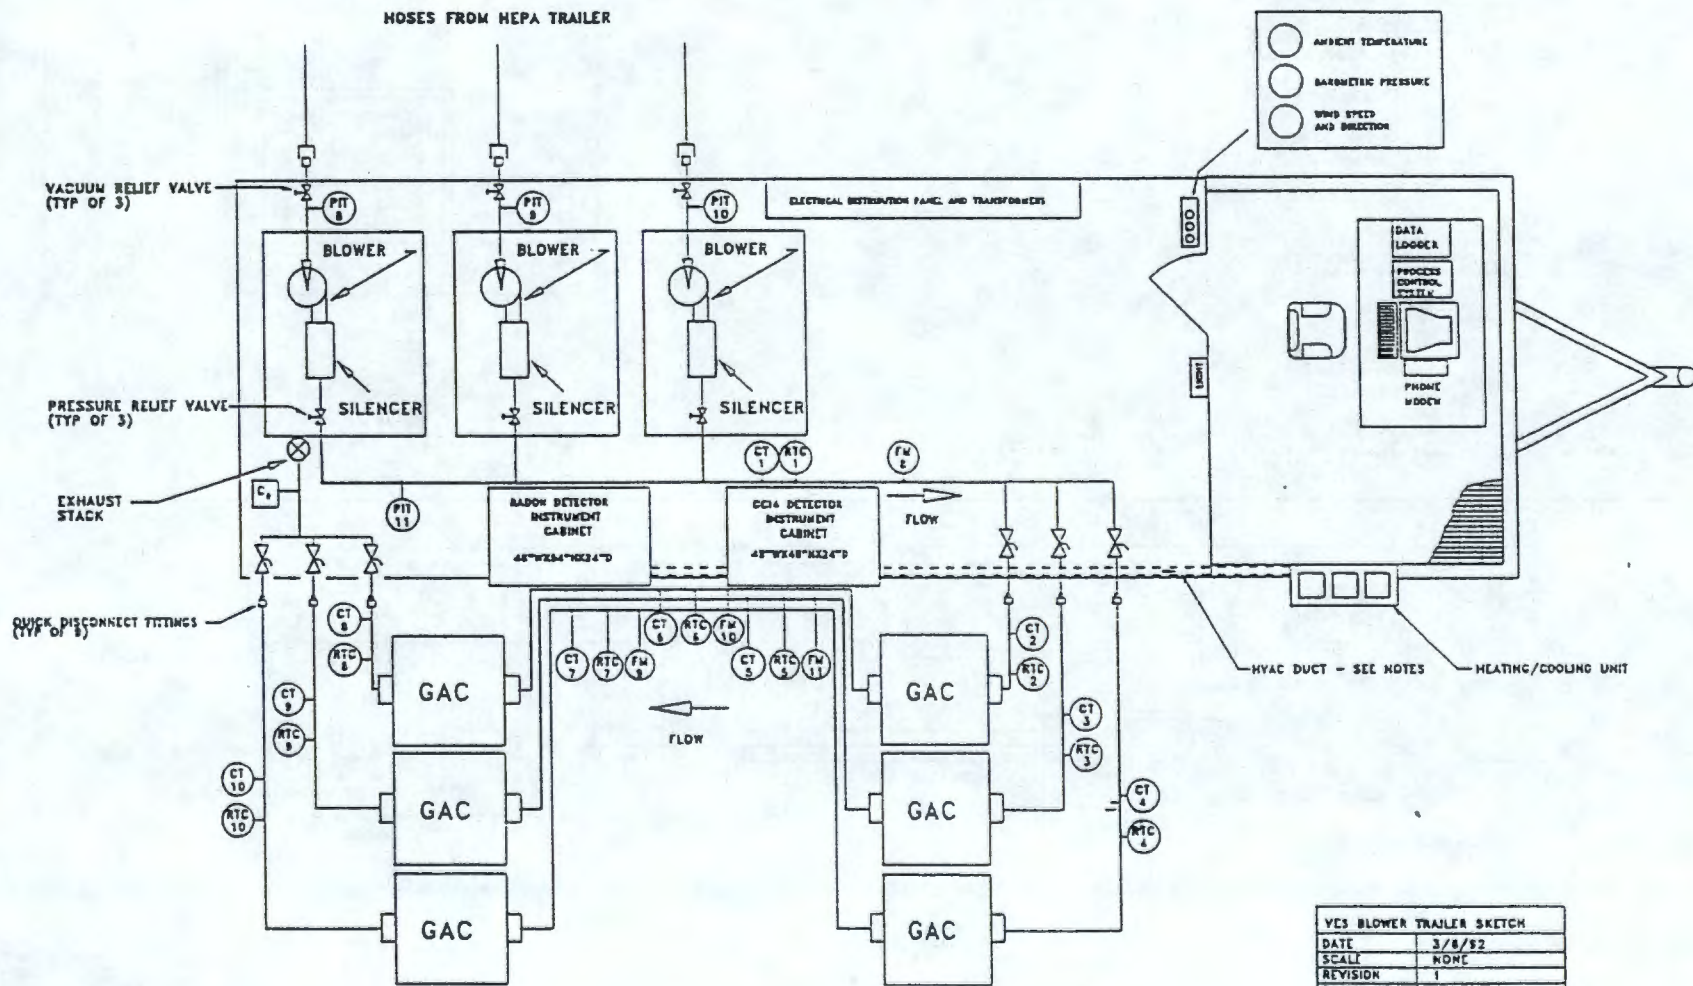 HOSES FROM HEPA TRAILER
AMBIENT TEMPERATURE
BAROMETRIC PRESSURE
WIND SPEED
AND DIRECTION
VACUUM RELIEF VALVE
(TYP OF 3)
PIT
8
PIT
9
PIT
10
ELECTRICAL DISTRIBUTION PANEL AND TRANSFORMERS
BLOWER
BLOWER
BLOWER
DATA
LOGGER
PROCESS
CONTROL
SYSTEM
PHONE
MODEM
LIGHT
PRESSURE RELIEF VALVE
(TYP OF 3)
SILENCER
SILENCER
SILENCER
EXHAUST
STACK
PIT
11
CT
1
RTC
1
FM
RADON DETECTOR
INSTRUMENT
CABINET
CCl4 DETECTOR
INSTRUMENT
CABINET
48"WX48"HX24"D
FLOW
QUICK DISCONNECT FITTINGS
CT
8
RTC
8
CT
9
RTC
9
CT
10
RTC
10
CT
7
RTC
7
FM
9
CT
6
RTC
6
FM
10
CT
5
RTC
5
FM
11
CT
2
RTC
2
CT
3
RTC
3
CT
4
RTC
4
GAC
GAC
FLOW
GAC
GAC
GAC
GAC
HVAC DUCT - SEE NOTES
HEATING/COOLING UNIT
VES BLOWER TRAILER SKETCH
DATE
SCALE NONE
REVISION 1